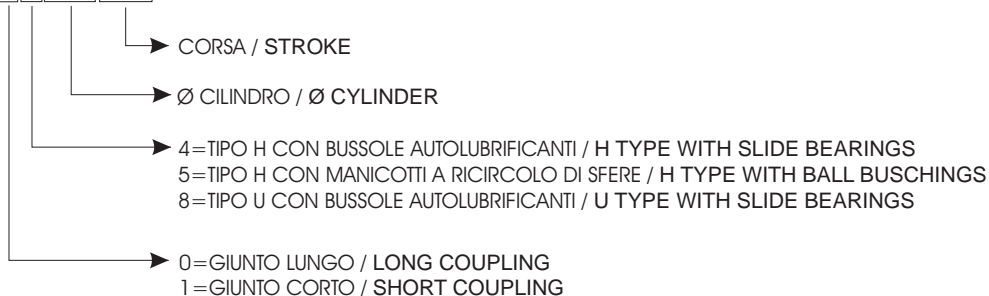 CORSA / STROKE
Ø CILINDRO / Ø CYLINDER
4=TIPO H CON BUSSOLE AUTOLUBRIFICANTI / H TYPE WITH SLIDE BEARINGS
5=TIPO H CON MANICOTTI A RICIRCOLO DI SFERE / H TYPE WITH BALL BUSCHINGS
8=TIPO U CON BUSSOLE AUTOLUBRIFICANTI / U TYPE WITH SLIDE BEARINGS
0=GIUNTO LUNGO / LONG COUPLING
1=GIUNTO CORTO / SHORT COUPLING